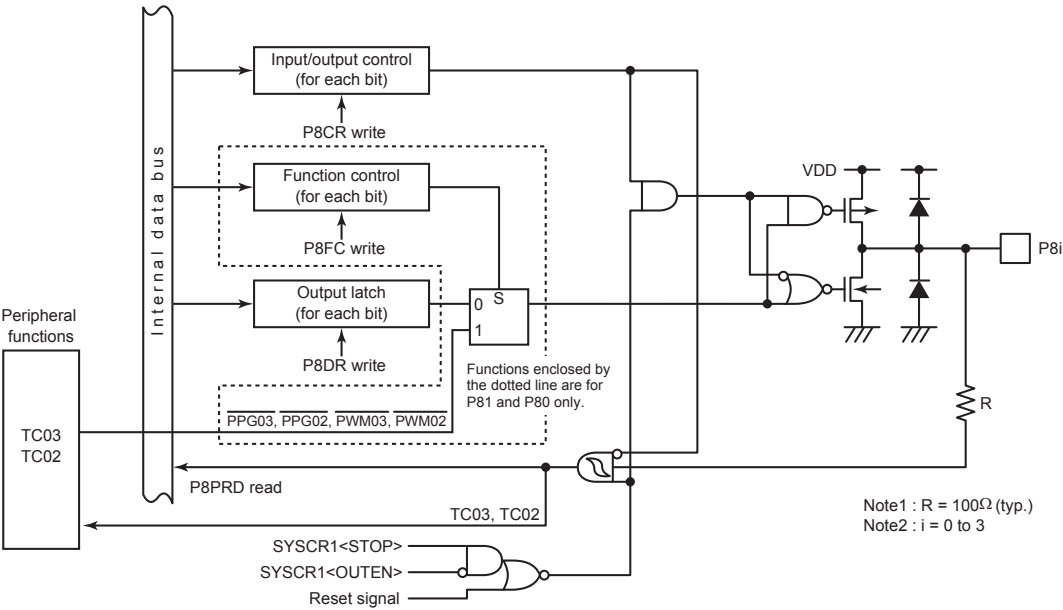 Input/output control
(for each bit)
P8CR write
Internal data bus
Function control
(for each bit)
P8FC write
Output latch
(for each bit)
P8DR write
0
S
1
VDD
P8i
Peripheral
functions
TC03
TC02
Functions enclosed by
the dotted line are for
P81 and P80 only.
PPG03, PPG02, PWM03, PWM02
R
P8PRD read
TC03, TC02
Note1 : R = 100Ω (typ.)
Note2 : i = 0 to 3
SYSCR1<STOP>
SYSCR1<OUTEN>
Reset signal